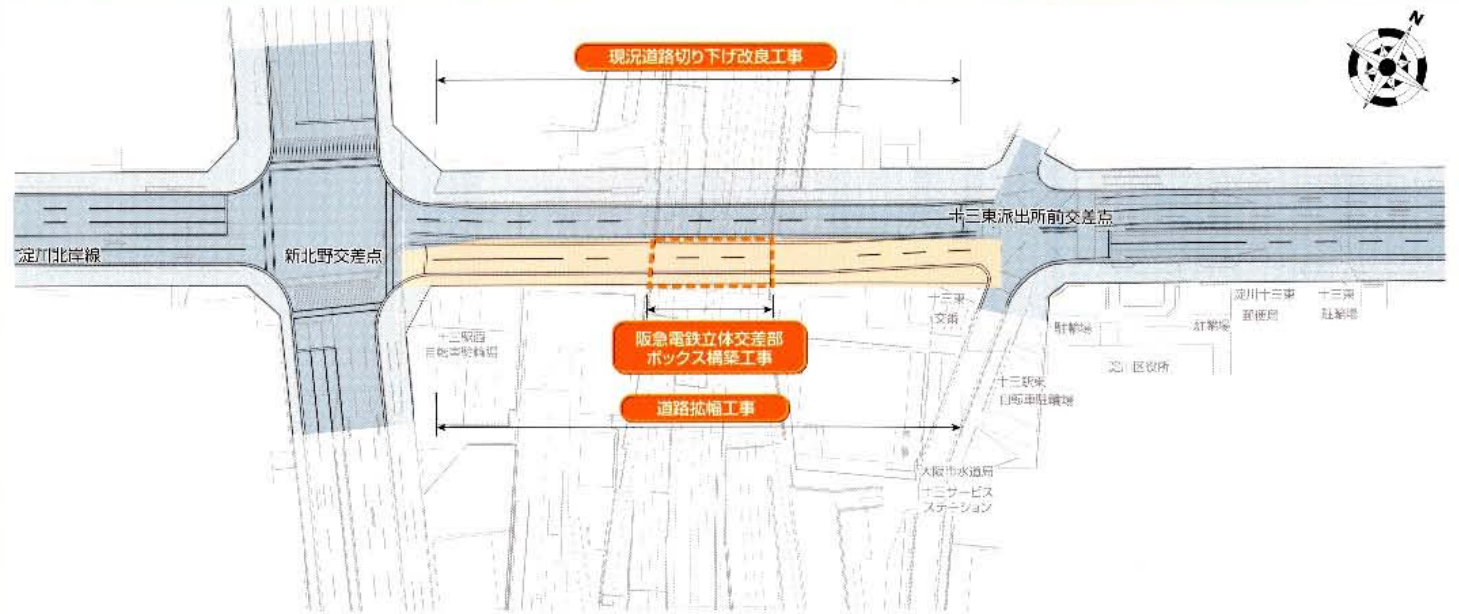 N
現況道路切り下げ改良工事
十三東派出所前交差点
淀川北岸線
新北野交差点
十三東
交番
淀川十三東
郵便局
十三東
駐輪場
駐輪場
駐輪場
十三駅西
自転車駐輪場
阪急電鉄立体交差部
ボックス構築工事
淀川区役所
十三駅東
自転車駐輪場
道路拡幅工事
大阪市水道局
十三サービス
ステーション